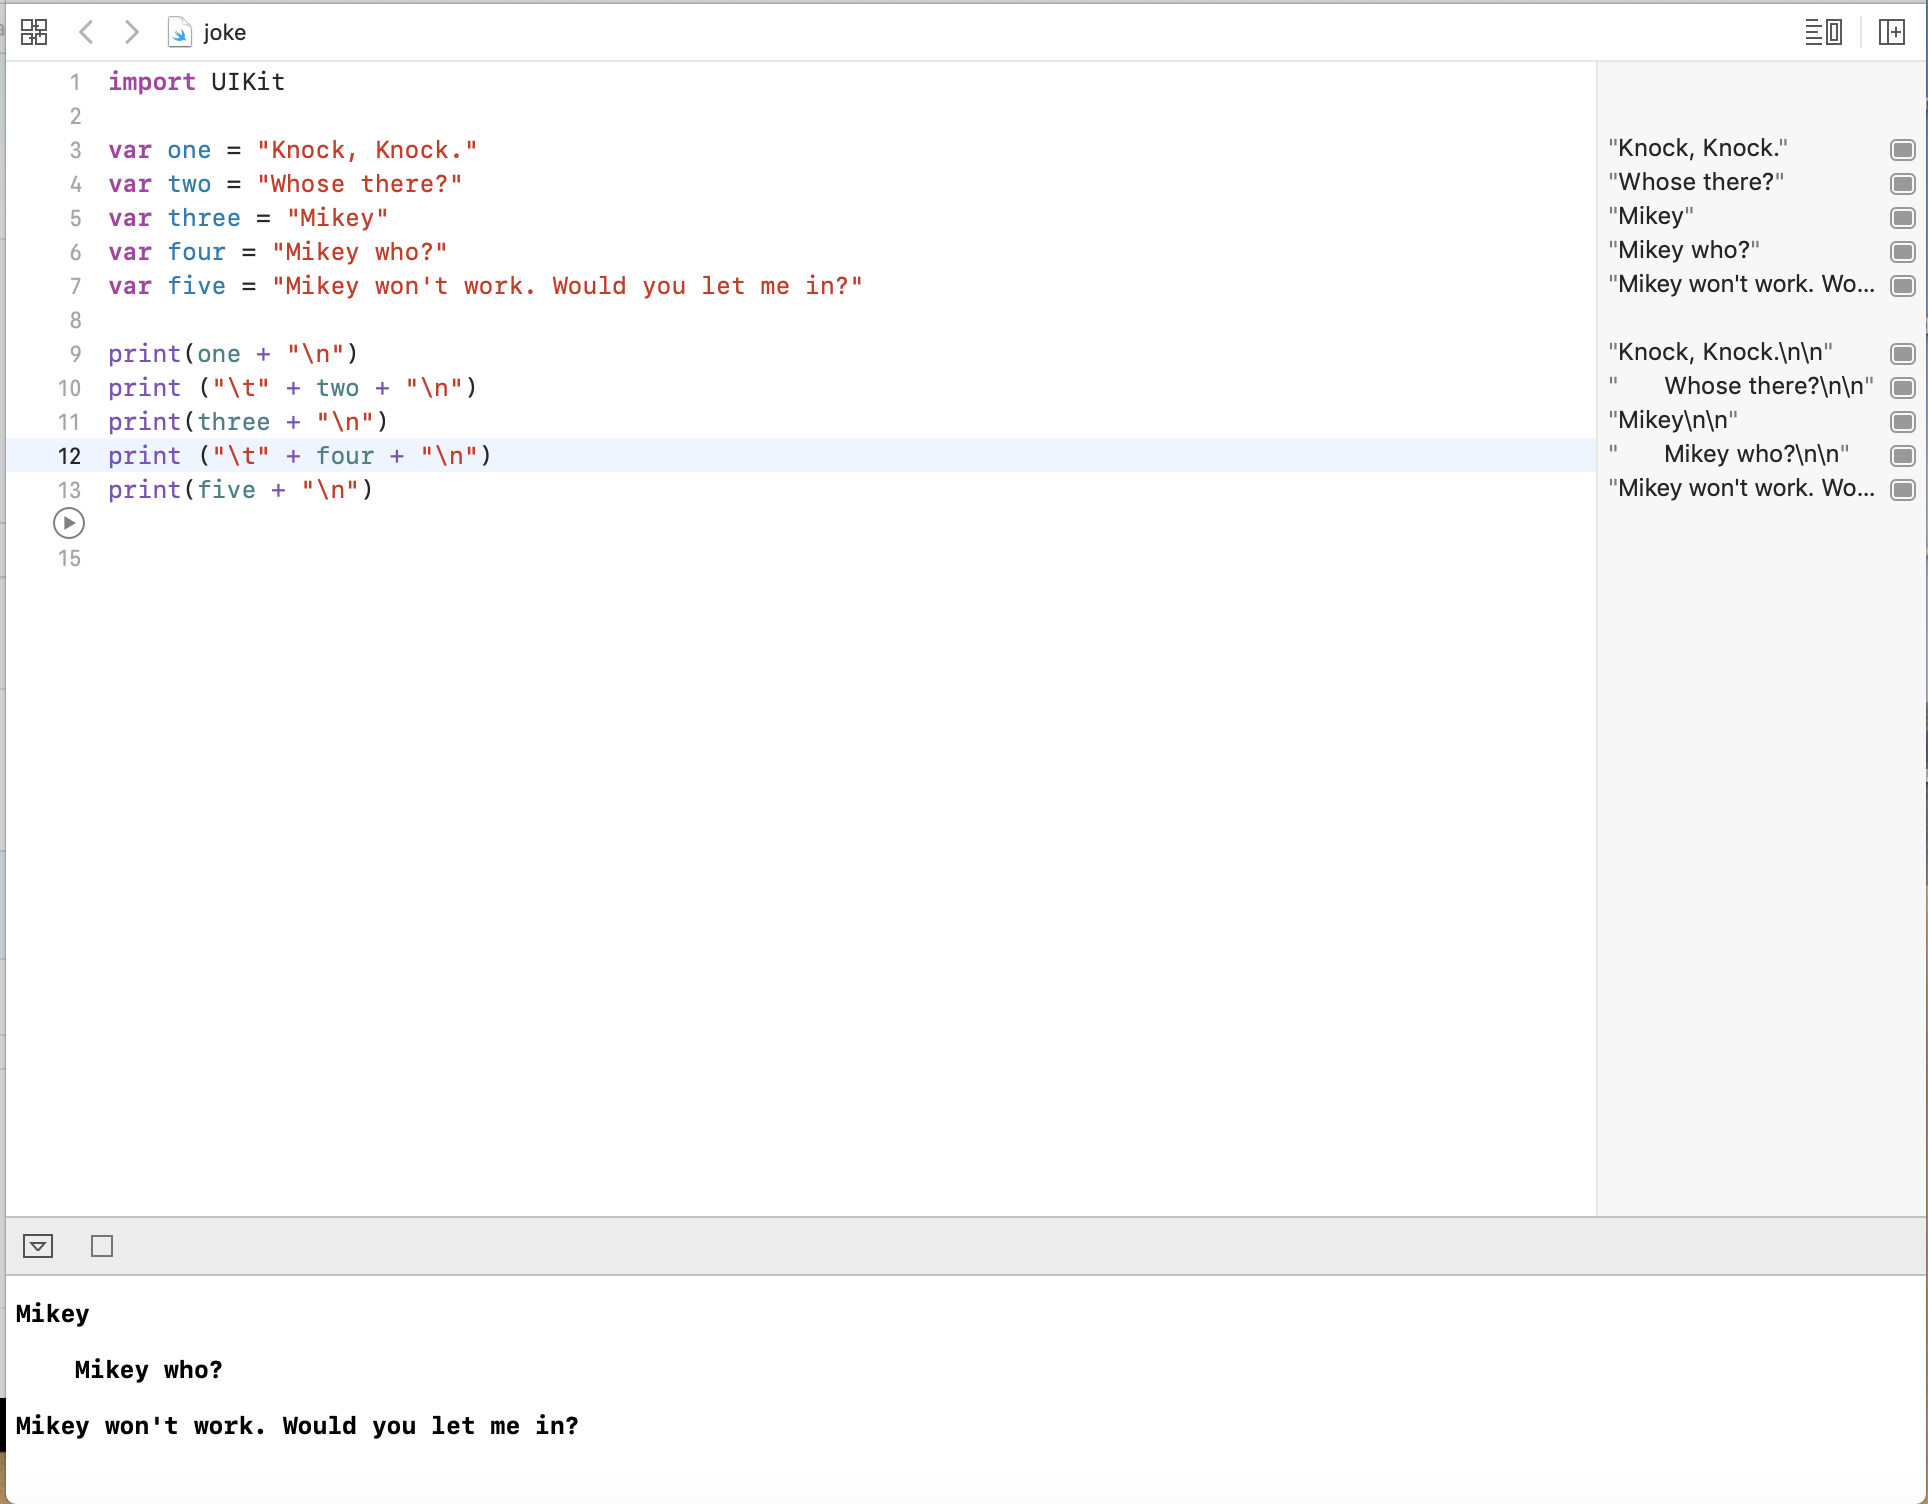 joke
1 import UIKit
2
3 var one = "Knock, Knock."
4 var two = "Whose there?"
5 var three = "Mikey"
6 var four = "Mikey who?"
7 var five = "Mikey won't work. Would you let me in?"
8
9 print(one + "\n")
10 print ("\t" + two + "\n")
11 print(three + "\n")
12 print ("\t" + four + "\n")
13 print(five + "\n")
15
"Knock, Knock."
"Whose there?"
"Mikey"
"Mikey who?"
"Mikey won't work. Wo...
"Knock, Knock.\n\n"
"	Whose there?\n\n"
"Mikey\n\n"
"	Mikey who?\n\n"
"Mikey won't work. Wo...
Mikey
	Mikey who?
Mikey won't work. Would you let me in?